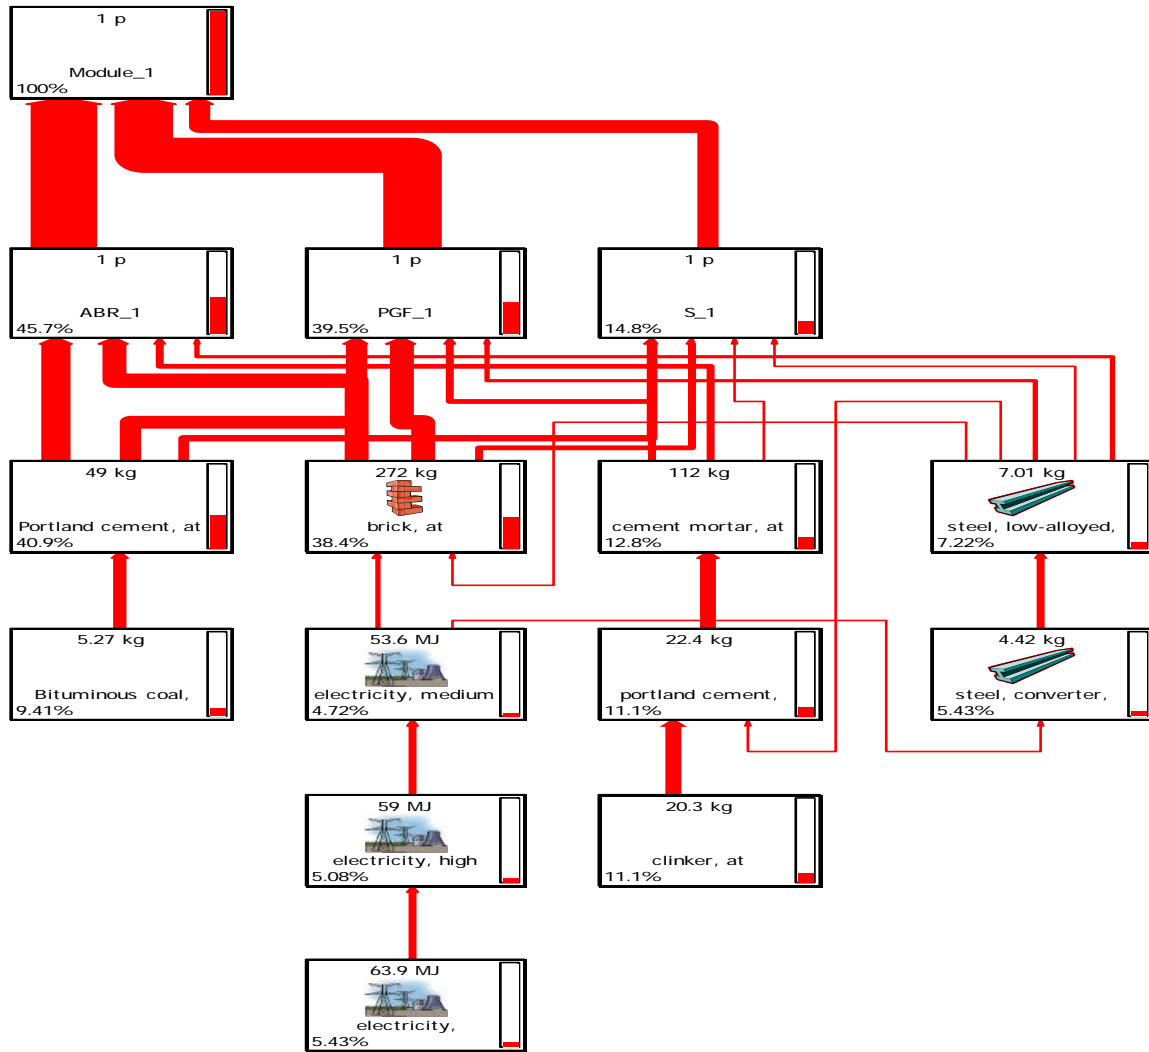 1 p
Module_1
100%
1 p
ABR_1
45.7%
1 p
PGF_1
39.5%
1 p
S_1
14.8%
49 kg
Portland cement, at
40.9%
272 kg
brick, at
38.4%
112 kg
cement mortar, at
12.8%
7.01 kg
steel, low-alloyed,
7.22%
5.27 kg
Bituminous coal,
9.41%
53.6 MJ
electricity, medium
4.72%
22.4 kg
portland cement,
11.1%
4.42 kg
steel, converter,
5.43%
59 MJ
electricity, high
5.08%
20.3 kg
clinker, at
11.1%
63.9 MJ
electricity,
5.43%